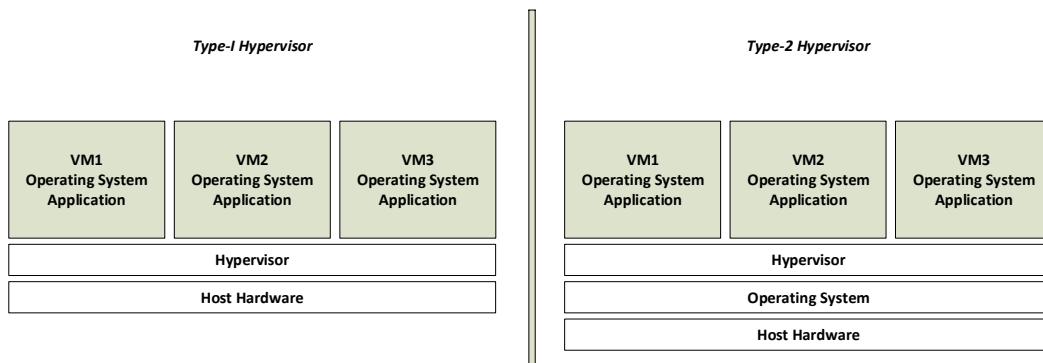 Type-I Hypervisor
VM1
Operating System
Application
VM2
Operating System
Application
VM3
Operating System
Application
Hypervisor
Host Hardware
Type-2 Hypervisor
VM1
Operating System
Application
VM2
Operating System
Application
VM3
Operating System
Application
Hypervisor
Operating System
Host Hardware